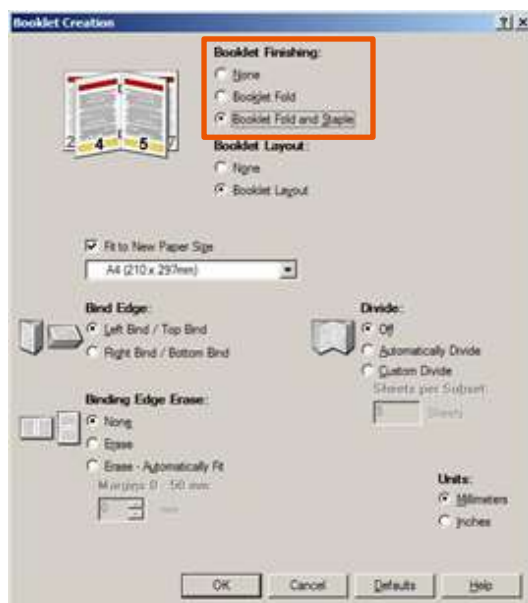 Booklet Creation
Booklet Finishing:
None
Booklet Fold
Booklet Fold and Staple
2 4 5 7
Booklet Layout:
None
Booklet Layout
Fit to New Paper Size
A4 (210 x 297mm)
Bind Edge:
Left Bind / Top Bind
Right Bind / Bottom Bind
Divide:
Off
Automatically Divide
Custom Divide
Sheets per Subset
Sheets
Binding Edge Erase:
None
Erase
Erase - Automatically Fit
Margins 0 - 50 mm
0 mm
Units:
Millimeters
Inches
OK Cancel Defaults Help